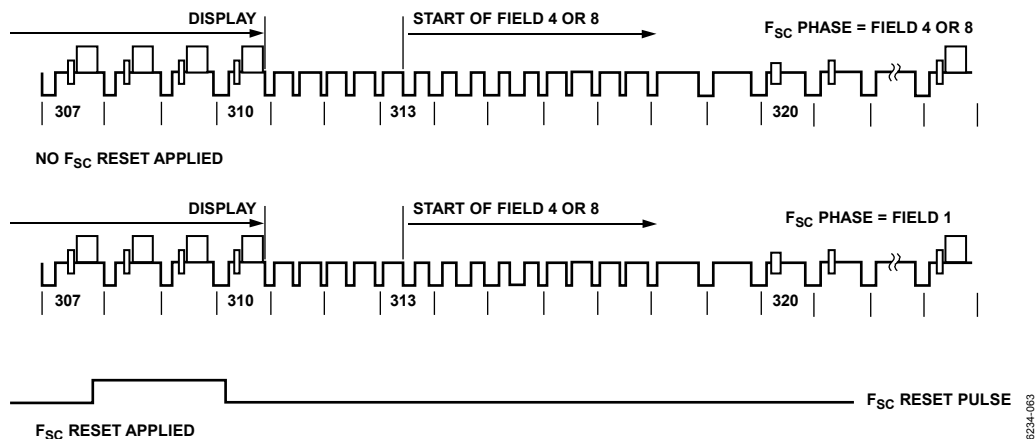 DISPLAY
START OF FIELD 4 OR 8
FSC PHASE = FIELD 4 OR 8
307
310
313
320
NO FSC RESET APPLIED
DISPLAY
START OF FIELD 4 OR 8
FSC PHASE = FIELD 1
307
310
313
320
FSC RESET PULSE
FSC RESET APPLIED
6234-063